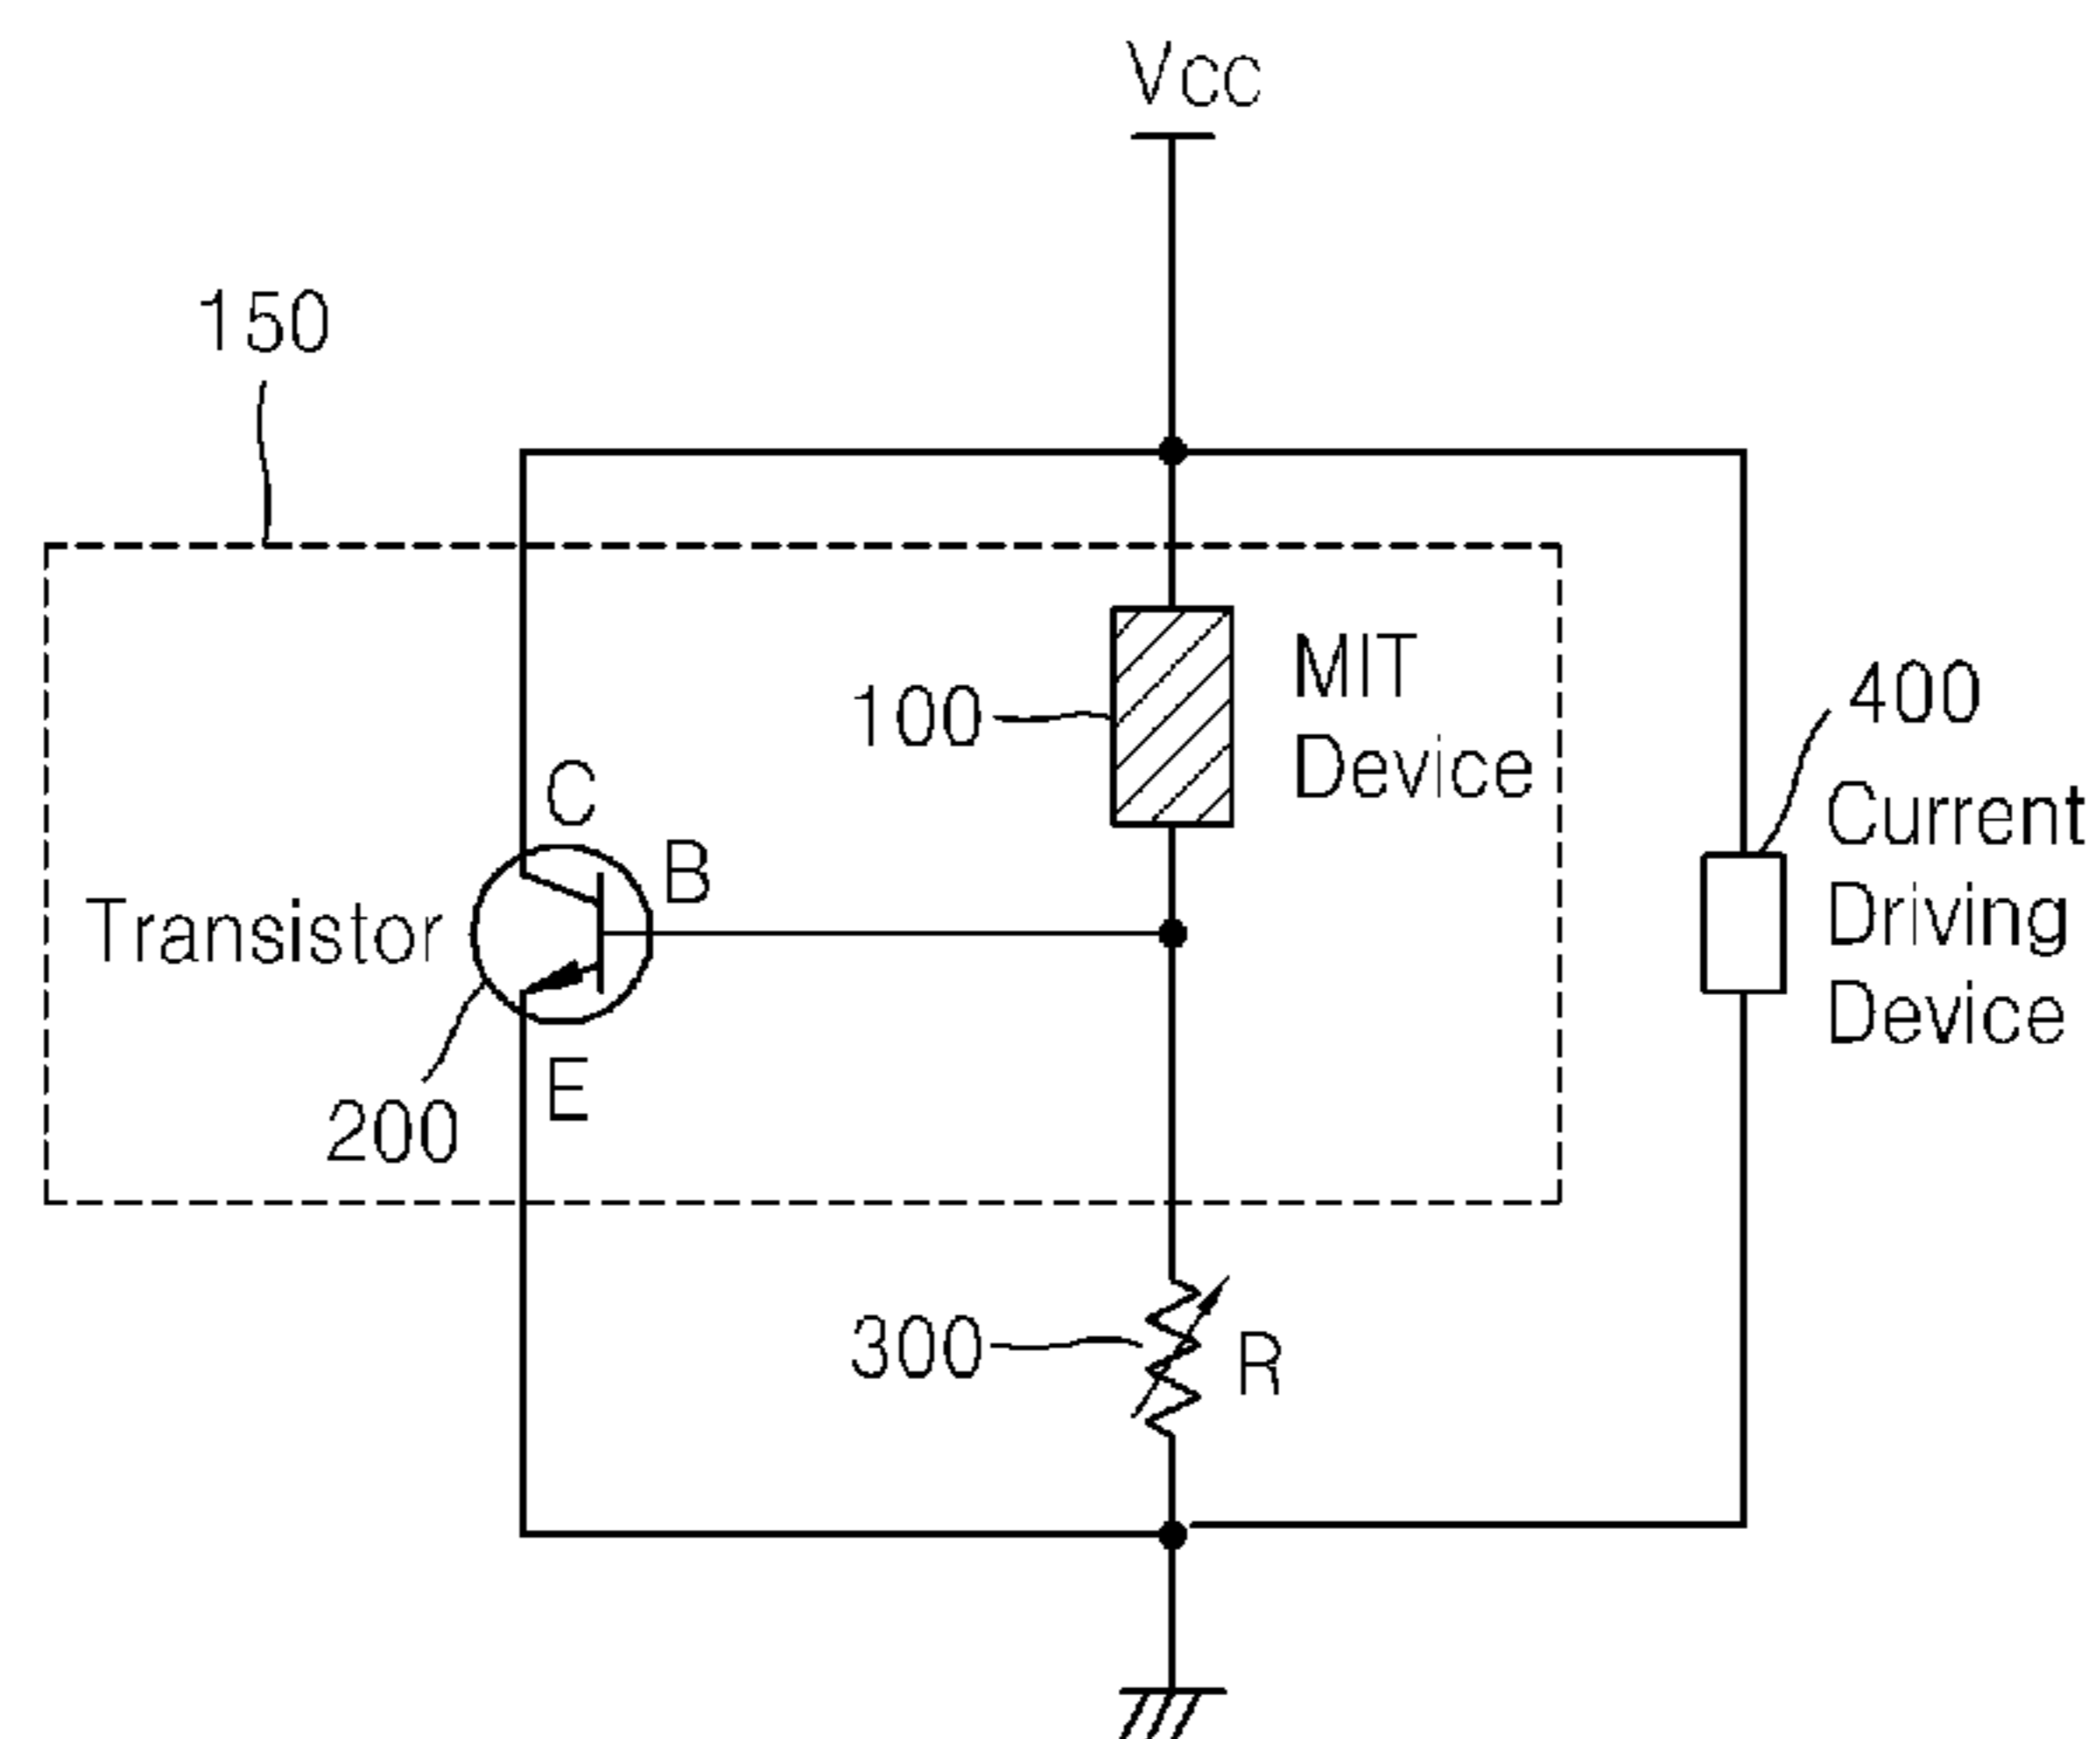 Vcc
150
MIT
Device
100
400
Current
Driving
Device
C
B
Transistor
E
200
300
R